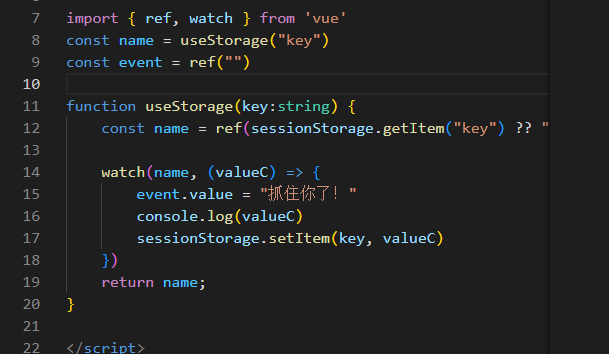 7 import { ref, watch } from 'vue'
8 const name = useStorage("key")
9 const event = ref("")
10
11 function useStorage(key:string) {
12 const name = ref(sessionStorage.getItem("key") ?? "
13
14 watch(name, (valueC) => {
15 event.value = "抓住你了! "
16 console.log(valueC)
17 sessionStorage.setItem(key, valueC)
18 })
19 return name;
20 }
21
22 </script>